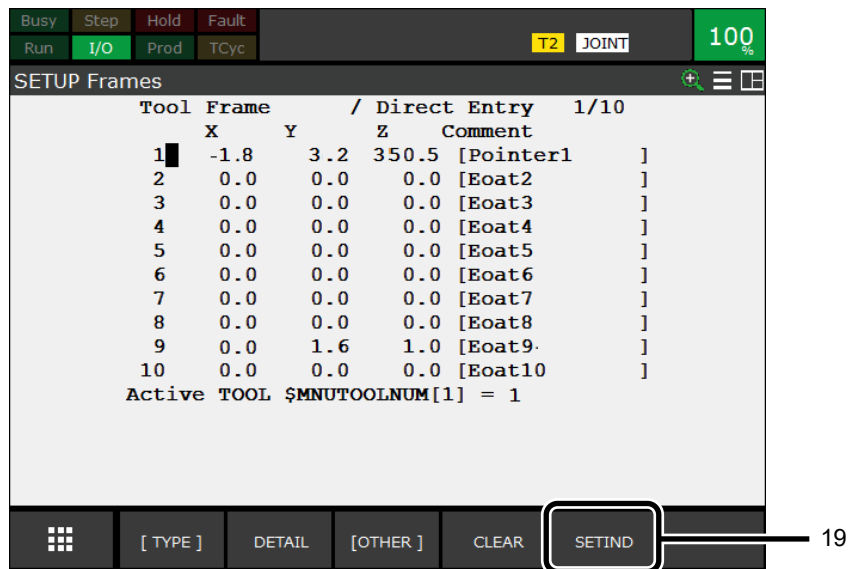 Busy Step Hold Fault
Run I/O Prod TCyc T2 JOINT 100%
SETUP Frames
Tool Frame / Direct Entry 1/10
X Y Z Comment
1 -1.8 3.2 350.5 [Pointer1 ]
2 0.0 0.0 0.0 [Eoat2 ]
3 0.0 0.0 0.0 [Eoat3 ]
4 0.0 0.0 0.0 [Eoat4 ]
5 0.0 0.0 0.0 [Eoat5 ]
6 0.0 0.0 0.0 [Eoat6 ]
7 0.0 0.0 0.0 [Eoat7 ]
8 0.0 0.0 0.0 [Eoat8 ]
9 0.0 1.6 1.0 [Eoat9 ]
10 0.0 0.0 0.0 [Eoat10 ]
Active TOOL $MNUTOOLNUM[1] = 1
[ TYPE ] DETAIL [OTHER ] CLEAR SETIND 19